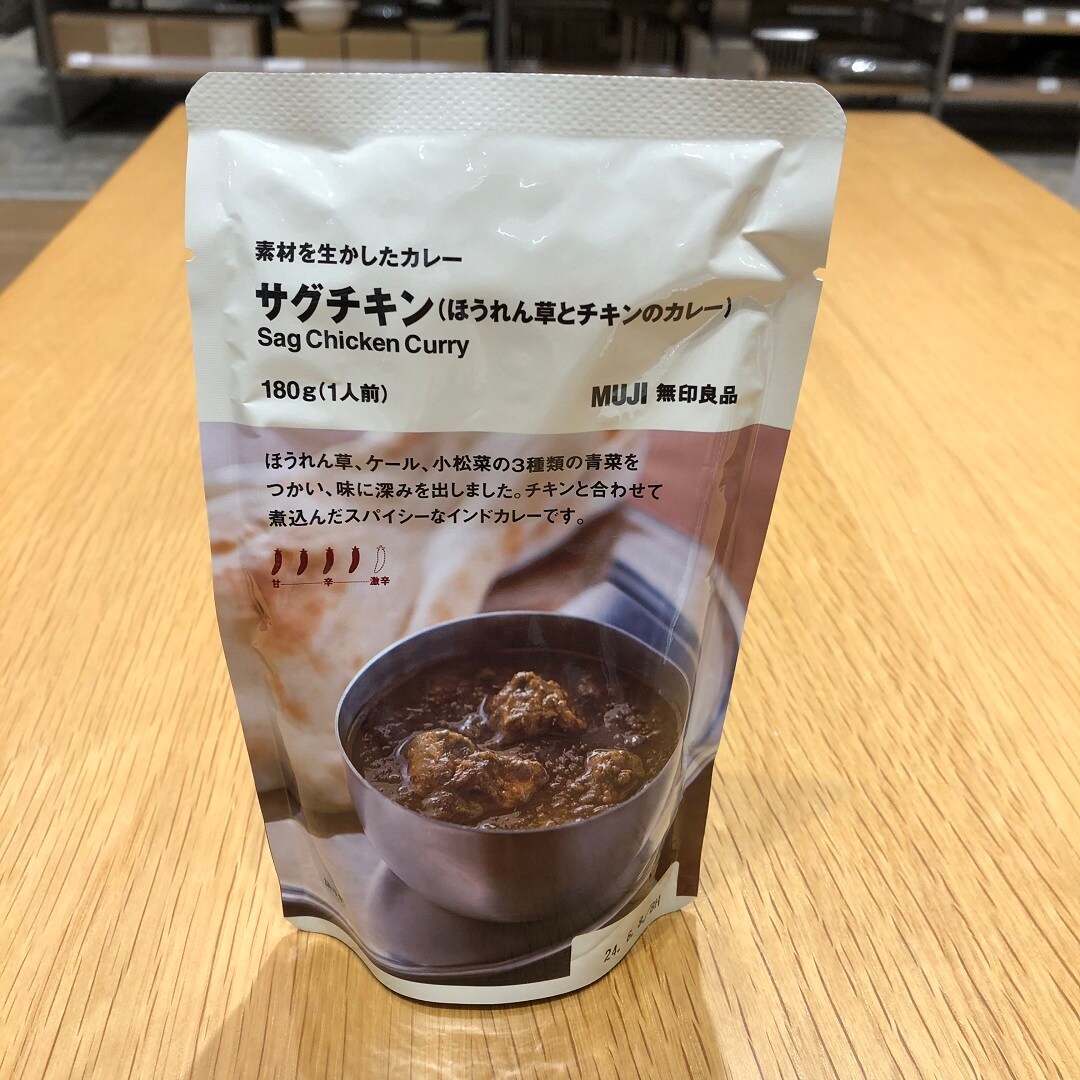 素材を生かしたカレー
サグチキン(ほうれん草とチキンのカレー)
Sag Chicken Curry
180g(1人前)
MUJI 無印良品
ほうれん草、ケール、小松菜の3種類の青菜を
つかい、味に深みを出しました。チキンと合わせて
煮込んだスパイシーなインドカレーです。
甘 辛 激辛
24. 8. 8/BH